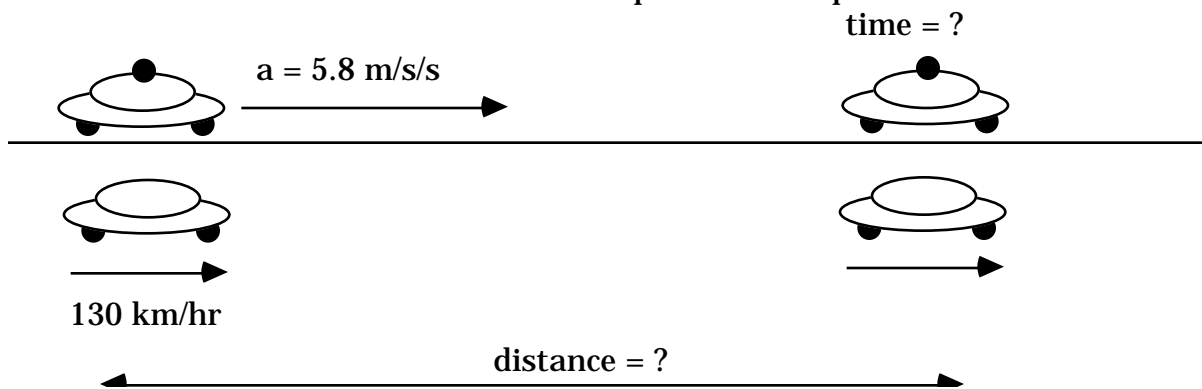 time = ?
a = 5.8 m/s/s
130 km/hr
distance = ?